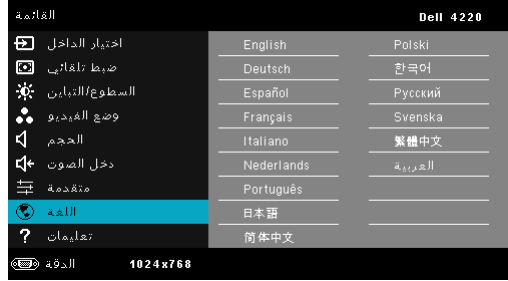 القائمة
Dell 4220
اختيار الداخل
ضبط تلقائي
السطوع/التباين
وضع الفيديو
الحجم
دخل الصوت
متقدمة
اللغة
تعليمات
English
Deutsch
Español
Français
Italiano
Nederlands
Português
日本語
简体中文
Polski
한국어
Русский
Svenska
繁體中文
العربية
الدقة 1024x768